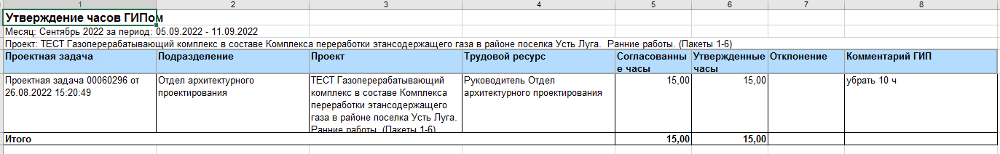 1 2 3 4 5 6 7 8
Утверждение часов ГИПом
Месяц: Сентябрь 2022 за период: 05.09.2022 - 11.09.2022
Проект: ТЕСТ Газоперерабатывающий комплекс в составе Комплекса переработки этансодержащего газа в районе поселка Усть Луга. Ранние работы. (Пакеты 1-6)
Проектная задача Подразделение Проект Трудовой ресурс Согласованны Утвержденные Отклонение Комментарий ГИП
е часы часы
Проектная задача 00060296 от Отдел архитектурного ТЕСТ Газоперерабатывающий Руководитель Отдел 15,00 15,00 убрать 10 ч
26.08.2022 15:20:49 проектирования комплекс в составе Комплекса архитектурного проектирования
переработки этансодержащего
газа в районе поселка Усть Луга.
Ранние работы. (Пакеты 1-6)
Итого 15,00 15,00